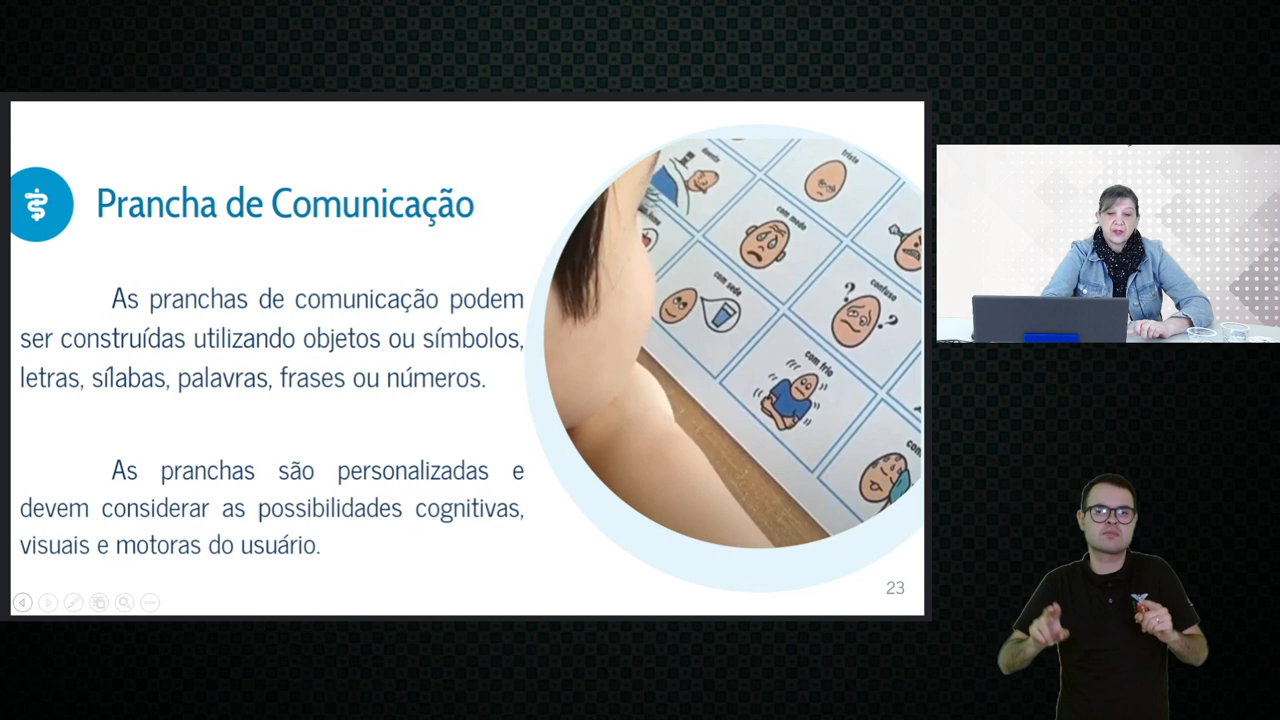 Prancha de Comunicação
As pranchas de comunicação podem
ser construídas utilizando objetos ou símbolos,
letras, sílabas, palavras, frases ou números.
As pranchas são personalizadas e
devem considerar as possibilidades cognitivas,
visuais e motoras do usuário.
doente
triste
com medo
com sede
confuso
com frio
23